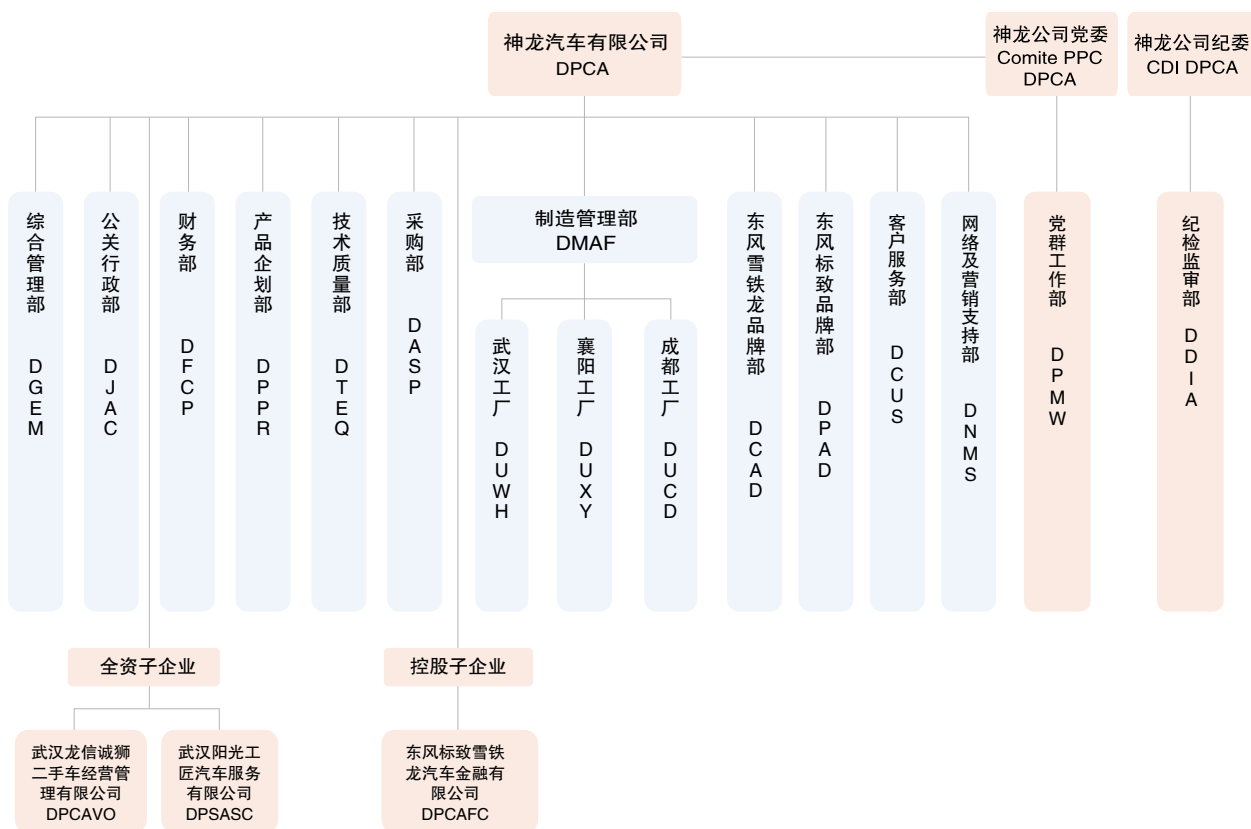 神龙汽车有限公司
DPCA
神龙公司党委
Comite PPC
DPCA
神龙公司纪委
CDI DPCA
综合管理部 DGEM
公关行政部 DJAC
财务部 DFCP
产品企划部 DPPR
技术质量部 DTEQ
采购部 DASP
制造管理部
DMAF
武汉工厂 DUWH
襄阳工厂 DUXY
成都工厂 DUCD
东风雪铁龙品牌部 DCAD
东风标致品牌部 DPAD
客户服务部 DCUS
网络及营销支持部 DNMS
党群工作部 DPMW
纪检监审部 DDIA
全资子企业
控股子企业
武汉龙信诚狮
二手车经营管
理有限公司
DPCAVO
武汉阳光工
匠汽车服务
有限公司
DPSASC
东风标致雪铁
龙汽车金融有
限公司
DPCAFC